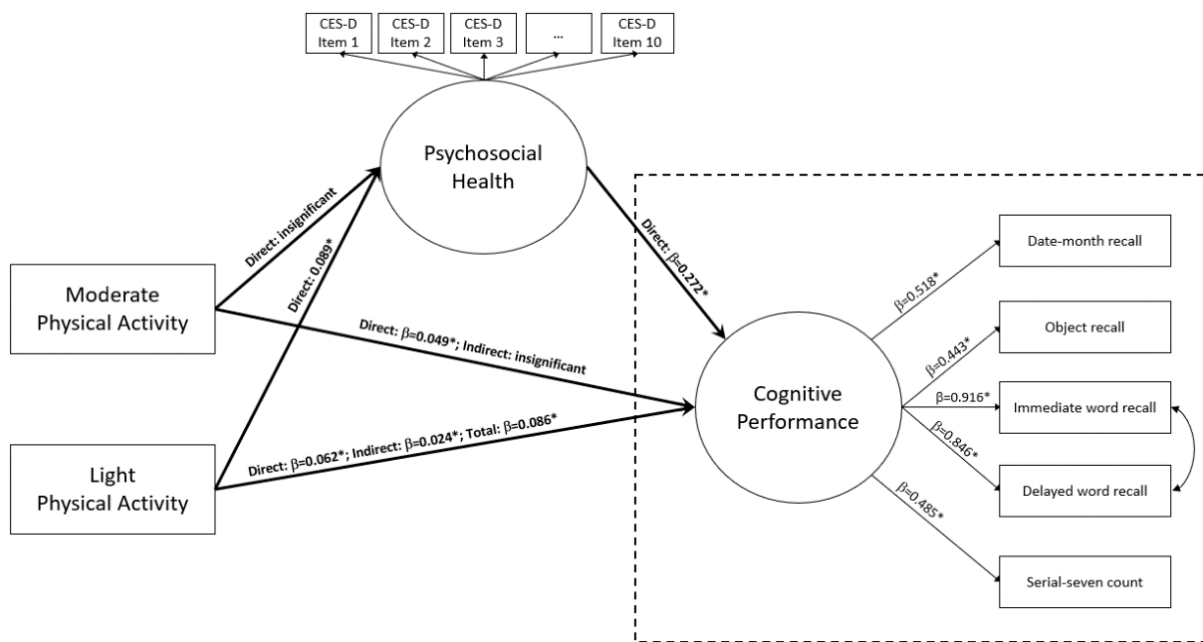 CES-D
Item 1
CES-D
Item 2
CES-D
Item 3
...
CES-D
Item 10
Psychosocial
Health
Direct: insignificant
Direct: 0.089*
Direct: β=0.272*
Moderate
Physical Activity
Direct: β=0.049*; Indirect: insignificant
Light
Physical Activity
Direct: β=0.062*; Indirect: β=0.024*; Total: β=0.086*
Cognitive
Performance
β=0.518*
Date-month recall
β=0.443*
Object recall
β=0.916*
Immediate word recall
β=0.846*
Delayed word recall
β=0.485*
Serial-seven count